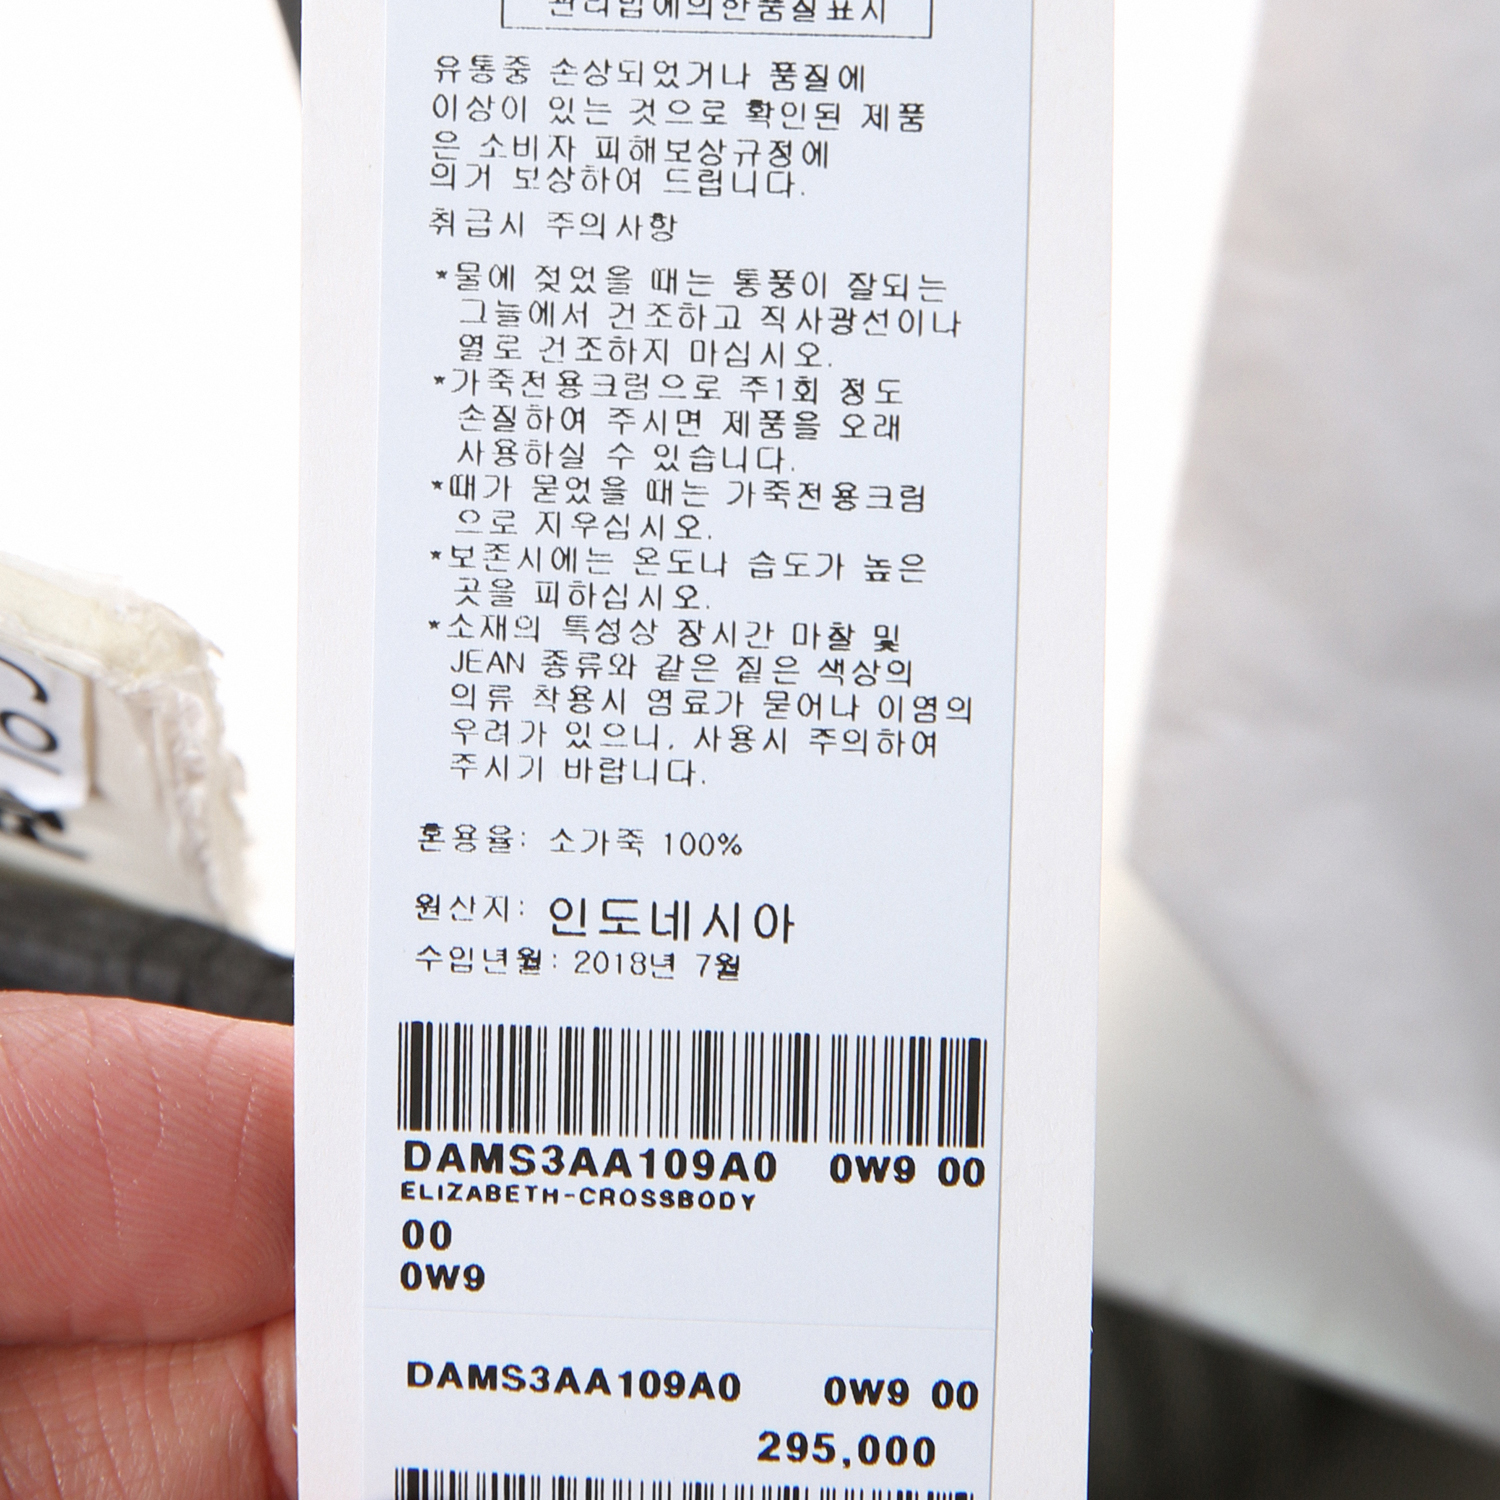 관리법에의한품질표시
유통중 손상되었거나 품질에
이상이 있는 것으로 확인된 제품
은 소비자 피해보상규정에
의거 보상하여 드립니다.
취급시 주의사항
*물에 젖었을 때는 통풍이 잘되는
그늘에서 건조하고 직사광선이나
열로 건조하지 마십시오.
*가죽전용크럼으로 주1회 정도
손질하여 주시면 제품을 오래
사용하실 수 있습니다.
*때가 묻었을 때는 가죽전용크럼
으로 지우십시오.
*보존시에는 온도나 습도가 높은
곳을 피하십시오.
*소재의 특성상 장시간 마찰 및
JEAN 종류와 같은 짙은 색상의
의류 착용시 염료가 묻어나 이염의
우려가 있으니, 사용시 주의하여
주시기 바랍니다.
혼용율: 소가죽 100%
원산지: 인도네시아
수입년월: 2018년 7월
DAMS3AA109A0 0W9 00
ELIZABETH-CROSSBODY
00
0W9
DAMS3AA109A0 0W9 00
295,000